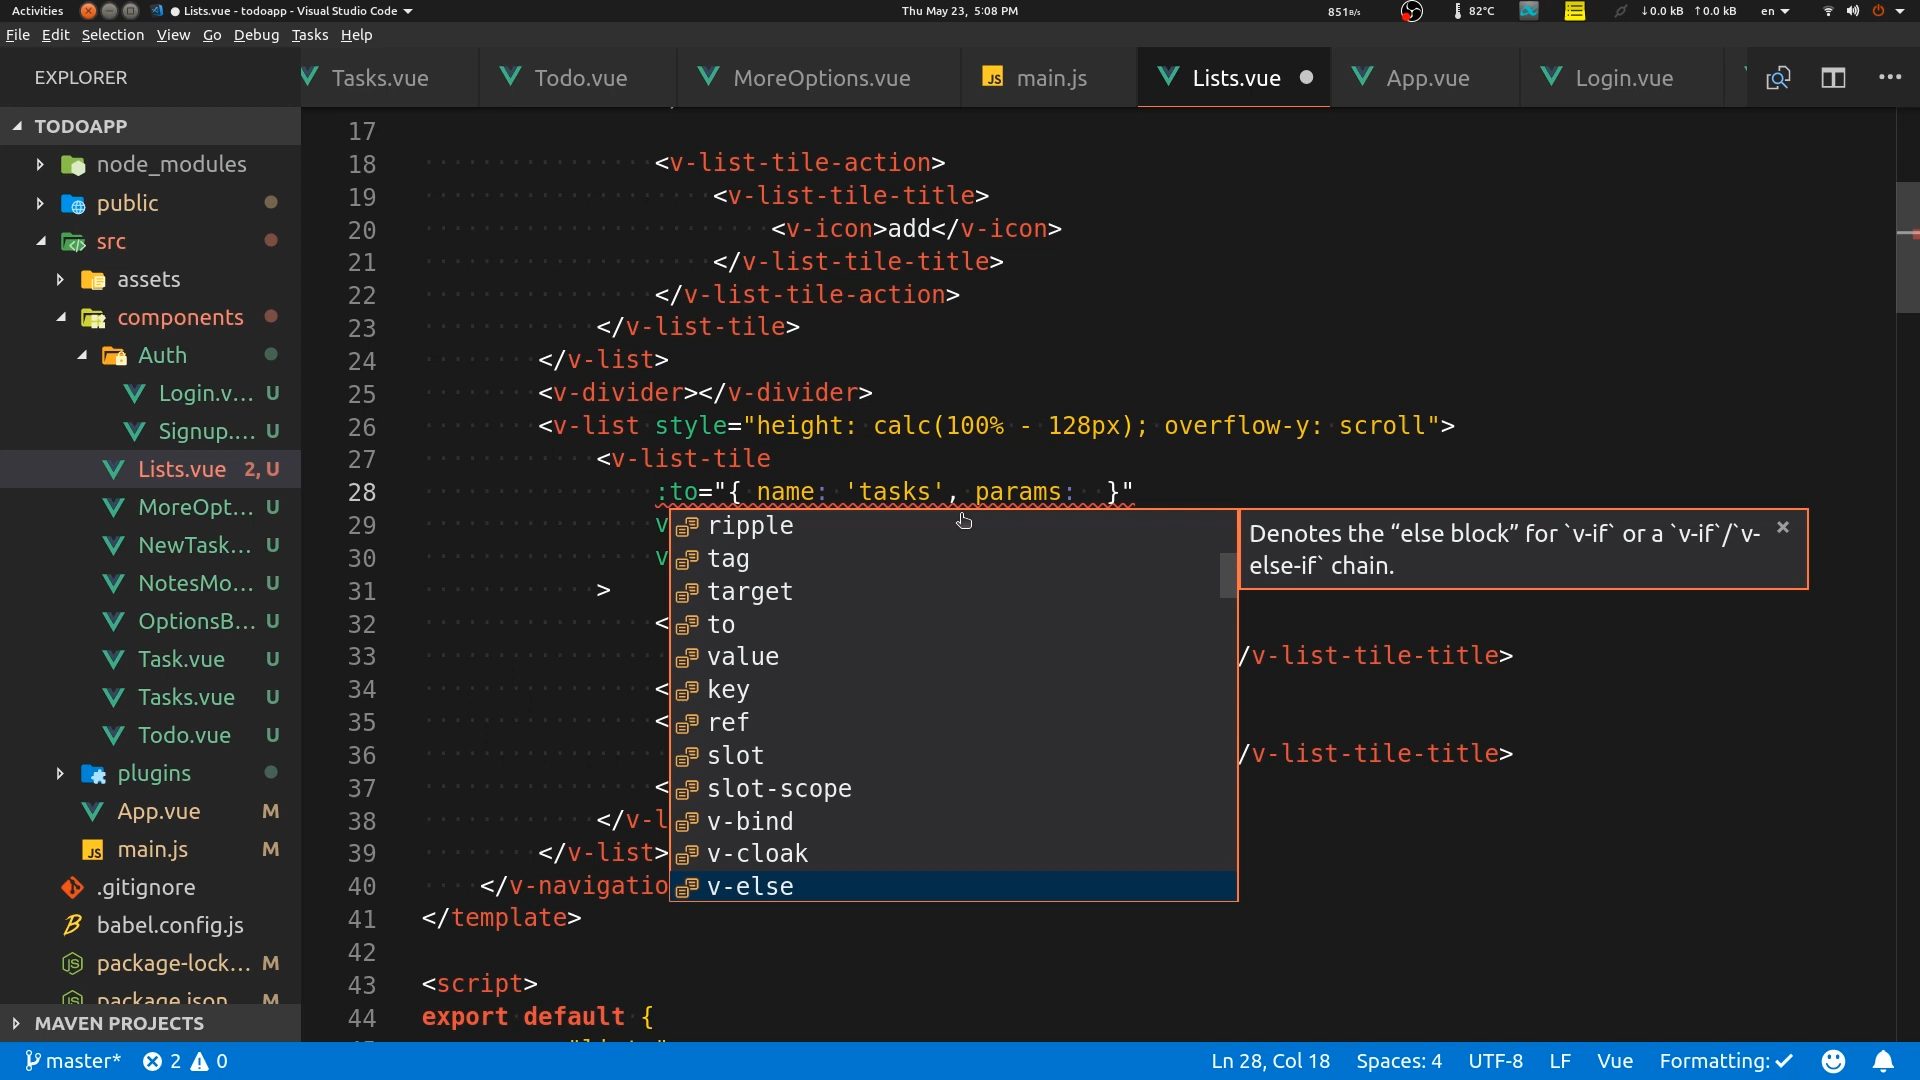 Activities
Lists.vue - todoapp - Visual Studio Code
Thu May 23, 5:08 PM
851B/s
82°C
↓0.0 kB ↑0.0 kB
en
File Edit Selection View Go Debug Tasks Help
EXPLORER
Tasks.vue
Todo.vue
MoreOptions.vue
JS main.js
Lists.vue
App.vue
Login.vue
TODOAPP
node_modules
public
src
assets
components
Auth
Login.v... U
Signup.... U
Lists.vue 2, U
MoreOpt... U
NewTask... U
NotesMo... U
OptionsB... U
Task.vue U
Tasks.vue U
Todo.vue U
plugins
App.vue M
JS main.js M
.gitignore
babel.config.js
package-lock... M
package.json M
MAVEN PROJECTS
17
18 <v-list-tile-action>
19 <v-list-tile-title>
20 <v-icon>add</v-icon>
21 </v-list-tile-title>
22 </v-list-tile-action>
23 </v-list-tile>
24 </v-list>
25 <v-divider></v-divider>
26 <v-list style="height: calc(100% - 128px); overflow-y: scroll">
27 <v-list-tile
28 :to="{ name: 'tasks', params:  }"
29 v
30 v
31 >
32 <
33 /v-list-tile-title>
34 <
35 <
36 /v-list-tile-title>
37 <
38 </v-l
39 </v-list>
40 </v-navigatio
41 </template>
42
43 <script>
44 export default {
ripple
tag
target
to
value
key
ref
slot
slot-scope
v-bind
v-cloak
v-else
Denotes the “else block” for `v-if` or a `v-if`/`v-
else-if` chain.
master* 2 0
Ln 28, Col 18 Spaces: 4 UTF-8 LF Vue Formatting: ✓